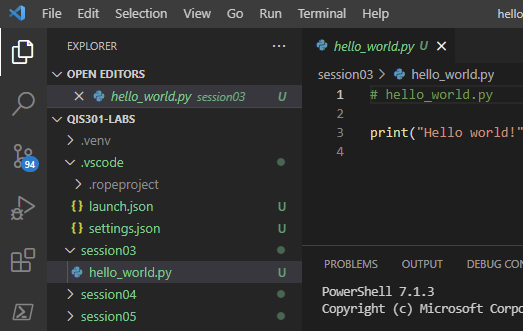 File Edit Selection View Go Run Terminal Help hello
EXPLORER
OPEN EDITORS
hello_world.py session03 U
QIS301-LABS
.venv
.vscode
.ropeproject
launch.json U
settings.json U
session03
hello_world.py U
session04
session05
94
hello_world.py U
session03 > hello_world.py
1 # hello_world.py
2
3 print("Hello world!"
4
PROBLEMS OUTPUT DEBUG CON
PowerShell 7.1.3
Copyright (c) Microsoft Corpo